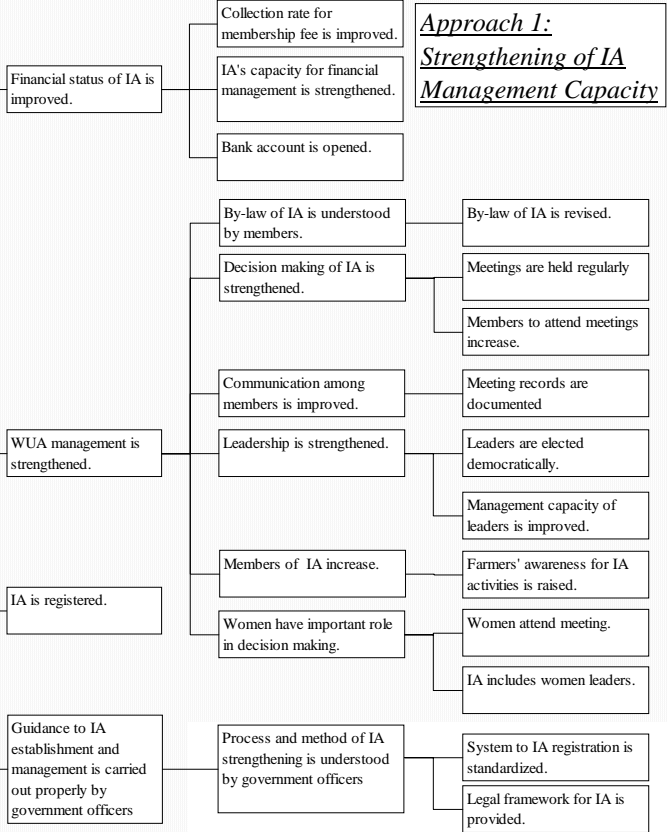 Collection rate for
membership fee is improved.
Approach 1:
Strengthening of IA
Management Capacity
Financial status of IA is
improved.
IA's capacity for financial
management is strengthened.
Bank account is opened.
By-law of IA is understood
by members.
By-law of IA is revised.
Decision making of IA is
strengthened.
Meetings are held regularly
Members to attend meetings
increase.
Communication among
members is improved.
Meeting records are
documented
WUA management is
strengthened.
Leadership is strengthened.
Leaders are elected
democratically.
Management capacity of
leaders is improved.
Members of IA increase.
Farmers' awareness for IA
activities is raised.
IA is registered.
Women have important role
in decision making.
Women attend meeting.
IA includes women leaders.
Guidance to IA
establishment and
management is carried
out properly by
government officers
Process and method of IA
strengthening is understood
by government officers
System to IA registration is
standardized.
Legal framework for IA is
provided.